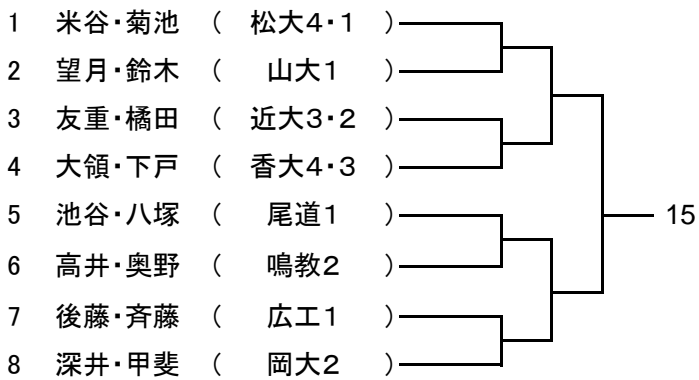 1 米谷・菊池 ( 松大4・1 )
2 望月・鈴木 ( 山大1 )
3 友重・橘田 ( 近大3・2 )
4 大領・下戸 ( 香大4・3 )
5 池谷・八塚 ( 尾道1 )
15
6 高井・奥野 ( 鳴教2 )
7 後藤・斉藤 ( 広工1 )
8 深井・甲斐 ( 岡大2 )